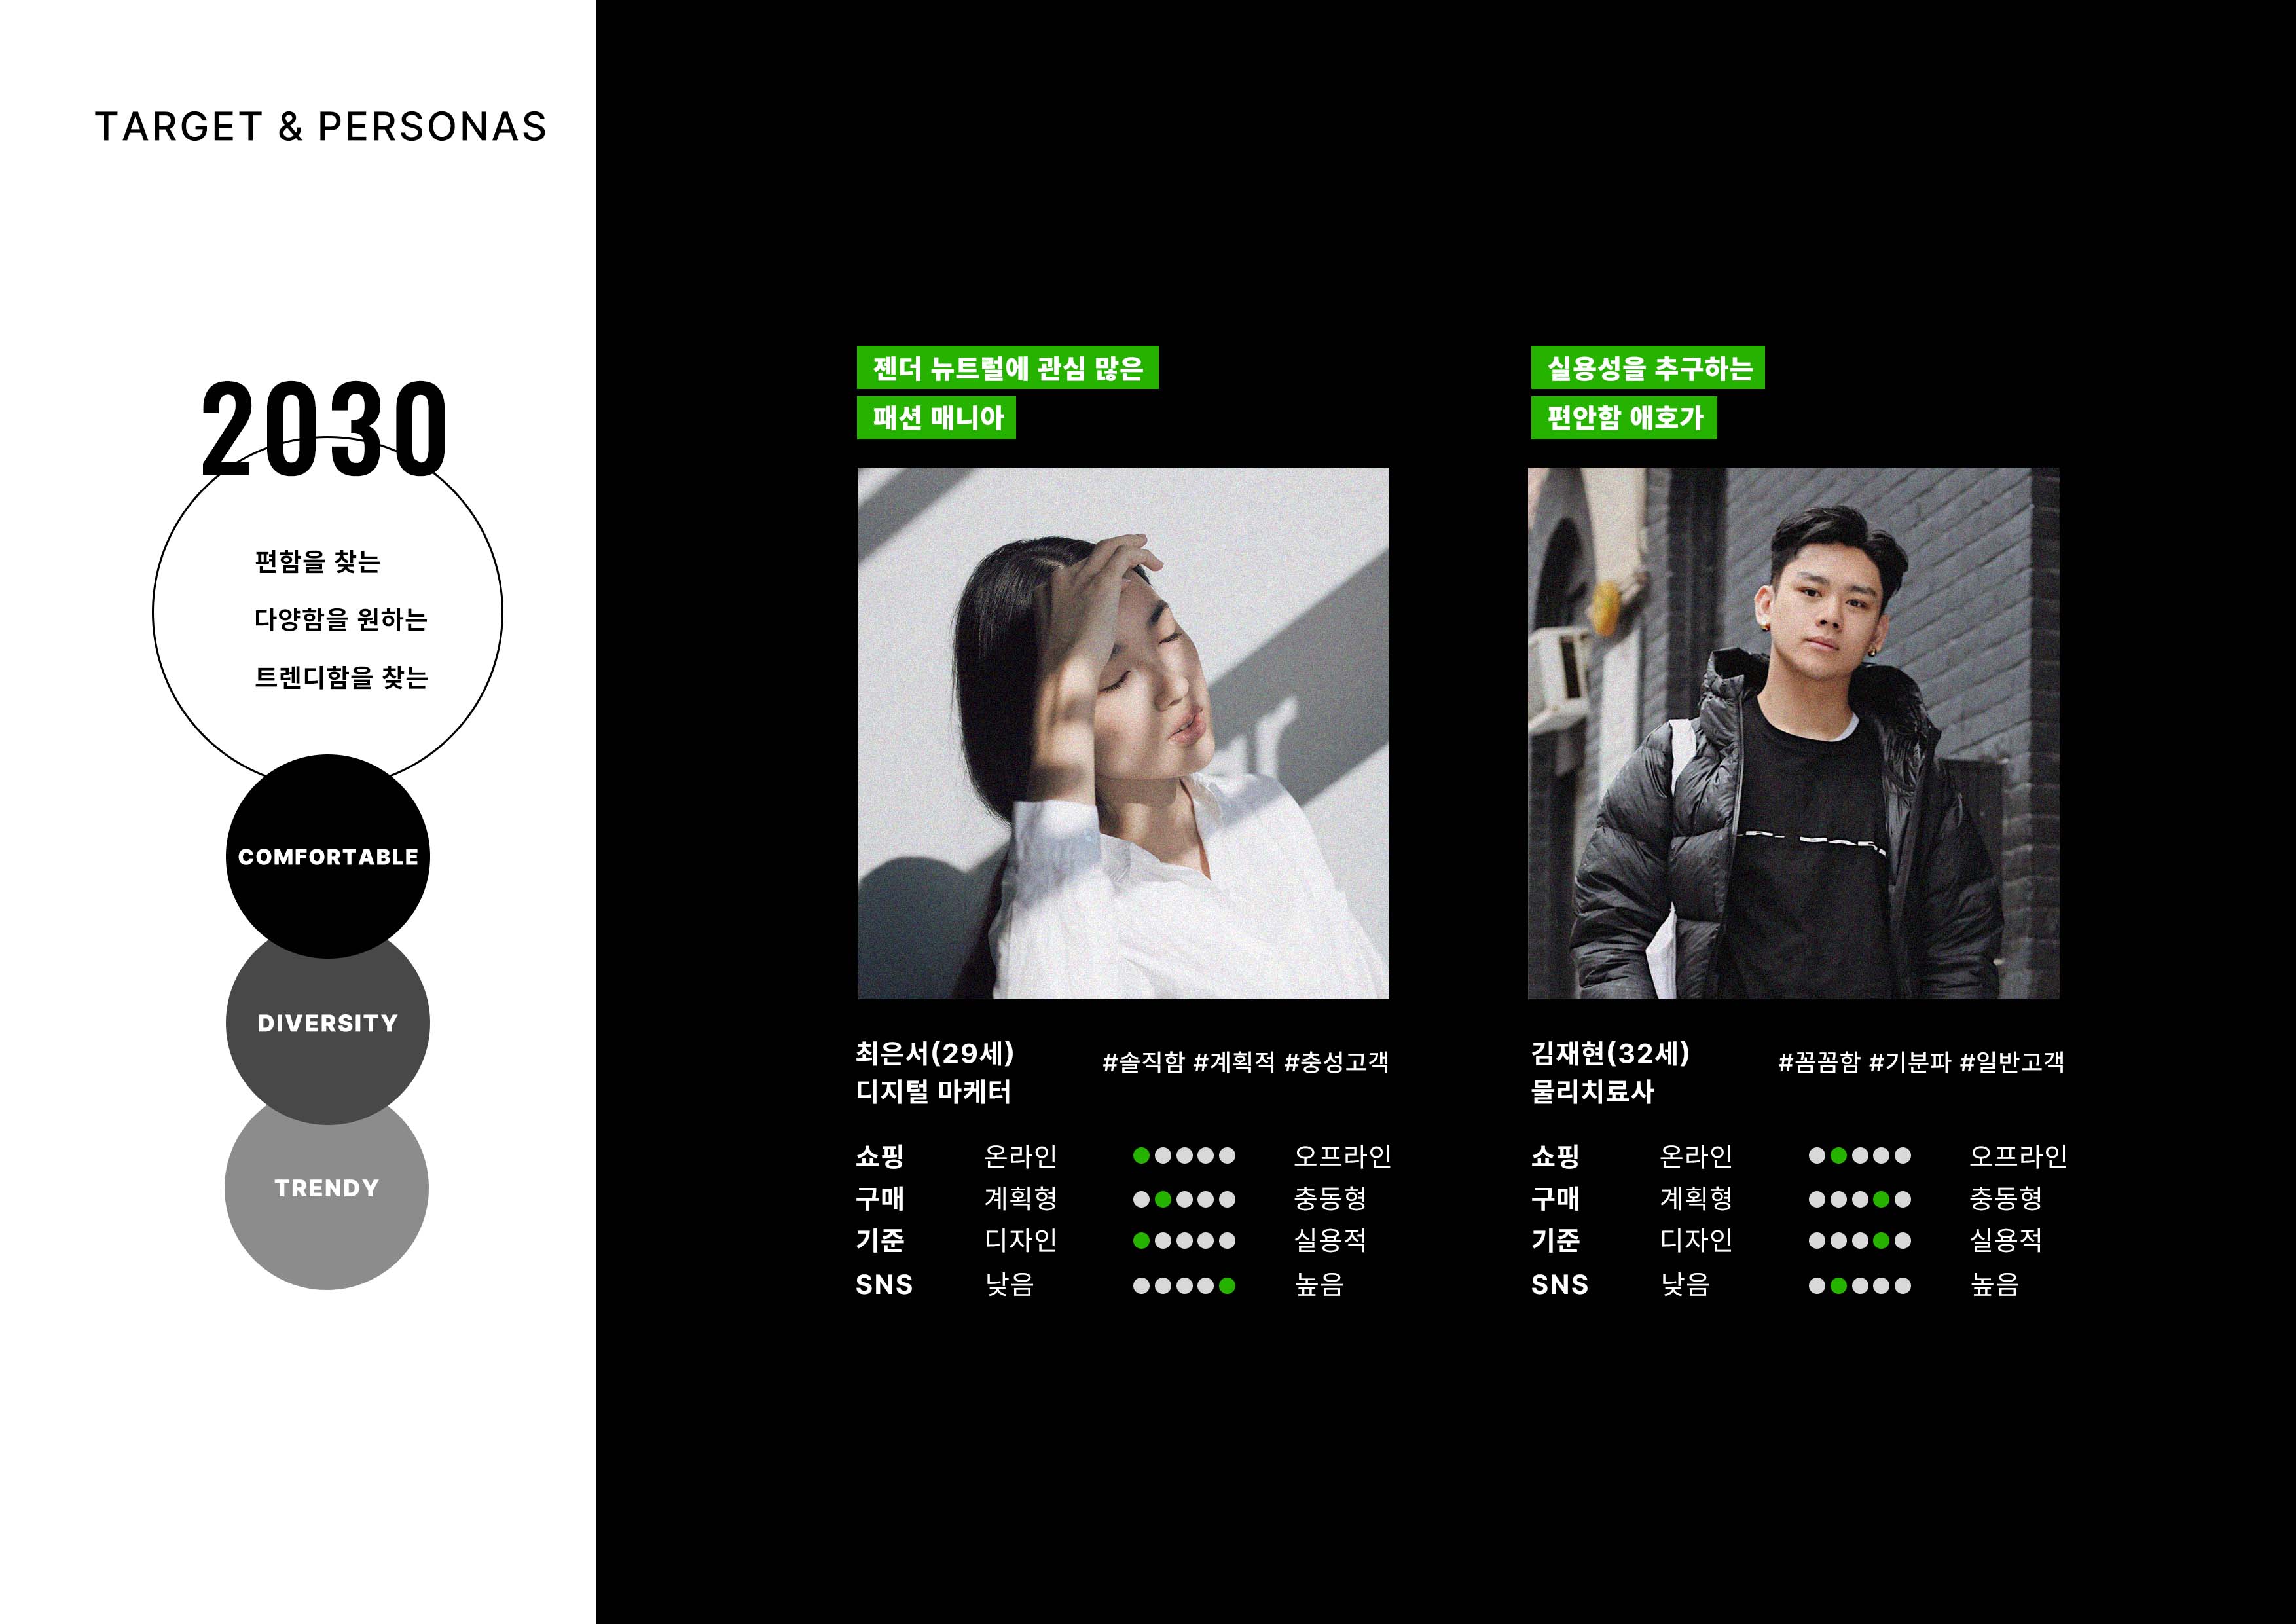 TARGET & PERSONAS
2030
편함을 찾는
다양함을 원하는
트렌디함을 찾는
COMFORTABLE
DIVERSITY
TRENDY
젠더 뉴트럴에 관심 많은
패션 매니아
최은서(29세)
디지털 마케터
#솔직함 #계획적 #충성고객
쇼핑 온라인 오프라인
구매 계획형 충동형
기준 디자인 실용적
SNS 낮음 높음
실용성을 추구하는
편안함 애호가
김재현(32세)
물리치료사
#꼼꼼함 #기분파 #일반고객
쇼핑 온라인 오프라인
구매 계획형 충동형
기준 디자인 실용적
SNS 낮음 높음